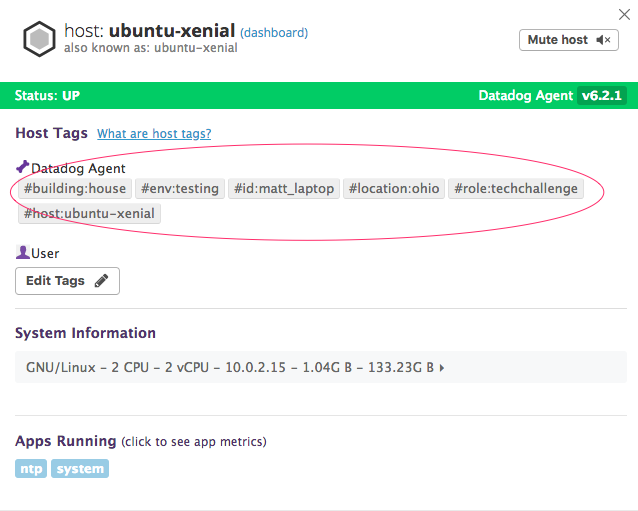 host: ubuntu-xenial (dashboard)
also known as: ubuntu-xenial
Mute host
Status: UP
Datadog Agent v6.2.1
Host Tags What are host tags?
Datadog Agent
#building:house #env:testing #id:matt_laptop #location:ohio #role:techchallenge
#host:ubuntu-xenial
User
Edit Tags
System Information
GNU/Linux - 2 CPU - 2 vCPU - 10.0.2.15 - 1.04G B - 133.23G B
Apps Running (click to see app metrics)
ntp system